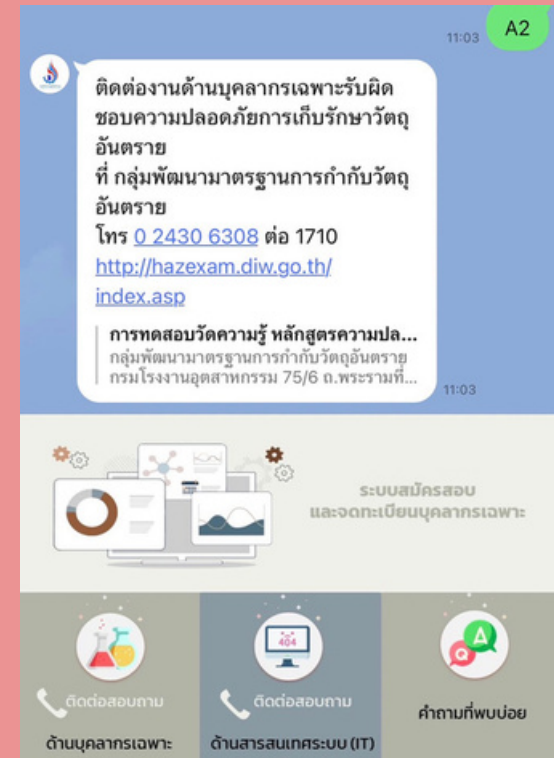 A2
11:03
ติดต่องานด้านบุคลากรเฉพาะรับผิด
ชอบความปลอดภัยการเก็บรักษาวัตถุ
อันตราย
ที่ กลุ่มพัฒนามาตรฐานการกำกับวัตถุ
อันตราย
โทร 0 2430 6308 ต่อ 1710
http://hazexam.diw.go.th/
index.asp
การทดสอบวัดความรู้ หลักสูตรความปล...
กลุ่มพัฒนามาตรฐานการกำกับวัตถุอันตราย
กรมโรงงานอุตสาหกรรม 75/6 ถ.พระรามที่...
11:03
ระบบสมัครสอบ
และจดทะเบียนบุคลากรเฉพาะ
ติดต่อสอบถาม
ด้านบุคลากรเฉพาะ
404
ติดต่อสอบถาม
ด้านสารสนเทศระบบ (IT)
A
Q
คำถามที่พบบ่อย